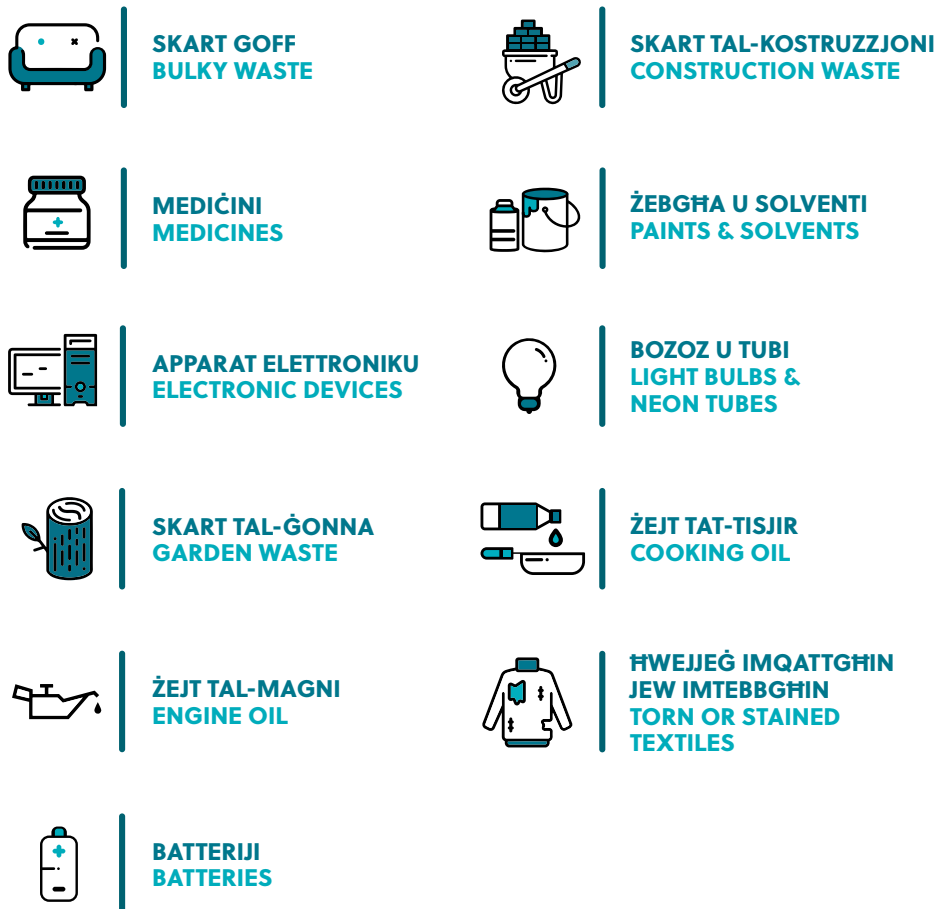 SKART GOFF
BULKY WASTE
SKART TAL-KOSTRUZZJONI
CONSTRUCTION WASTE
MEDIĊINI
MEDICINES
ŻEBGĦA U SOLVENTI
PAINTS & SOLVENTS
APPARAT ELETTRONIKU
ELECTRONIC DEVICES
BOZOZ U TUBI
LIGHT BULBS &
NEON TUBES
SKART TAL-ĠONNA
GARDEN WASTE
ŻEJT TAT-TISJIR
COOKING OIL
ŻEJT TAL-MAGNI
ENGINE OIL
ĦWEJJEĠ IMQATTGĦIN
JEW IMTEBBGĦIN
TORN OR STAINED
TEXTILES
BATTERIJI
BATTERIES